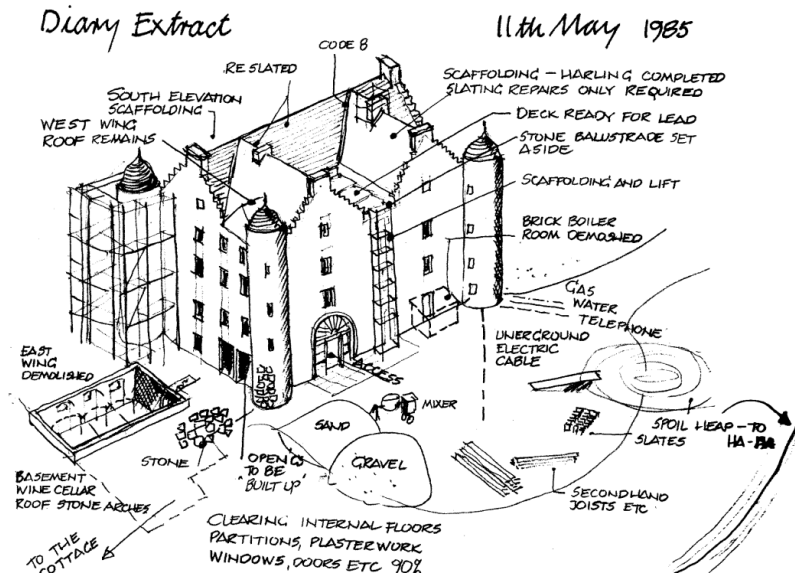 Diary Extract
11th May 1985
CODE 8
RE SLATED
SOUTH ELEVATION
SCAFFOLDING
WEST WING
ROOF REMAINS
SCAFFOLDING – HARLING COMPLETED
SLATING REPAIRS ONLY REQUIRED
DECK READY FOR LEAD
STONE BALUSTRADE SET
ASIDE
SCAFFOLDING AND LIFT
BRICK BOILER
ROOM DEMOSHED
GAS
WATER
TELEPHONE
UNERGROUND
ELECTRIC
CABLE
EAST
WING
DEMOLISHED
ACCESS
MIXER
SAND
GRAVEL
STONE
OPENGS
TO BE
"BUILT UP"
SLATES
SPOIL HEAP – TO
HA-HA
BASEMENT
WINE CELLAR
ROOF STONE ARCHES
SECONDHAND
JOISTS ETC
TO THE
COTTAGE
CLEARING INTERNAL FLOORS
PARTITIONS, PLASTERWORK
WINDOWS, DOORS ETC 90%